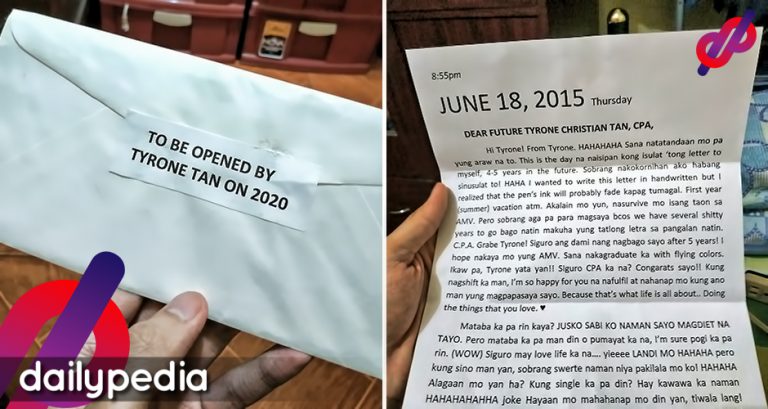 TO BE OPENED BY
TYRONE TAN ON 2020
dailypedia
8:55pm
JUNE 18, 2015 Thursday
DEAR FUTURE TYRONE CHRISTIAN TAN, CPA,
Hi Tyrone! From Tyrone. HAHAHAHA Sana natatandaan mo pa
yung araw na to. This is the day na naisipan kong isulat 'tong letter to
myself, 4-5 years in the future. Sobrang nakokornihan ako habang
sinusulat to! HAHA I wanted to write this letter in handwritten but I
realized that the pen's ink will probably fade kapag tumagal. First year
(summer) vacation atm. Akalain mo yun, nasurvive mo isang taon sa
AMV. Pero sobrang aga pa para magsaya bcos we have several shitty
years to go bago natin makuha yung tatlong letra sa pangalan natin.
C.P.A. Grabe Tyrone! Siguro ang dami nang nagbago sayo after 5 years! I
hope nakaya mo yung AMV. Sana nakagraduate ka with flying colors.
Ikaw pa, Tyrone yata yan!! Siguro CPA ka na? Congarats sayo!! Kung
nagshift ka man, I'm so happy for you na nafulfil at nahanap mo kung ano
man yung magpapasaya sayo. Because that's what life is all about.. Doing
the things that you love. ♥
Mataba ka pa rin kaya? JUSKO SABI KO NAMAN SAYO MAGDIET NA
TAYO. Pero mataba ka pa man din o pumayat ka na, I'm sure pogi ka pa
rin. (WOW) Siguro may love life ka na.... yieeee LANDI MO HAHAHA pero
kung sino man yan, sobrang swerte naman niya pakilala mo ko! HAHAHA
Alagaan mo yan ha? Kung single ka pa din? Hay kawawa ka naman
HAHAHAHAHHA joke Hayaan mo mahahanap mo din yan, tiwala lang!